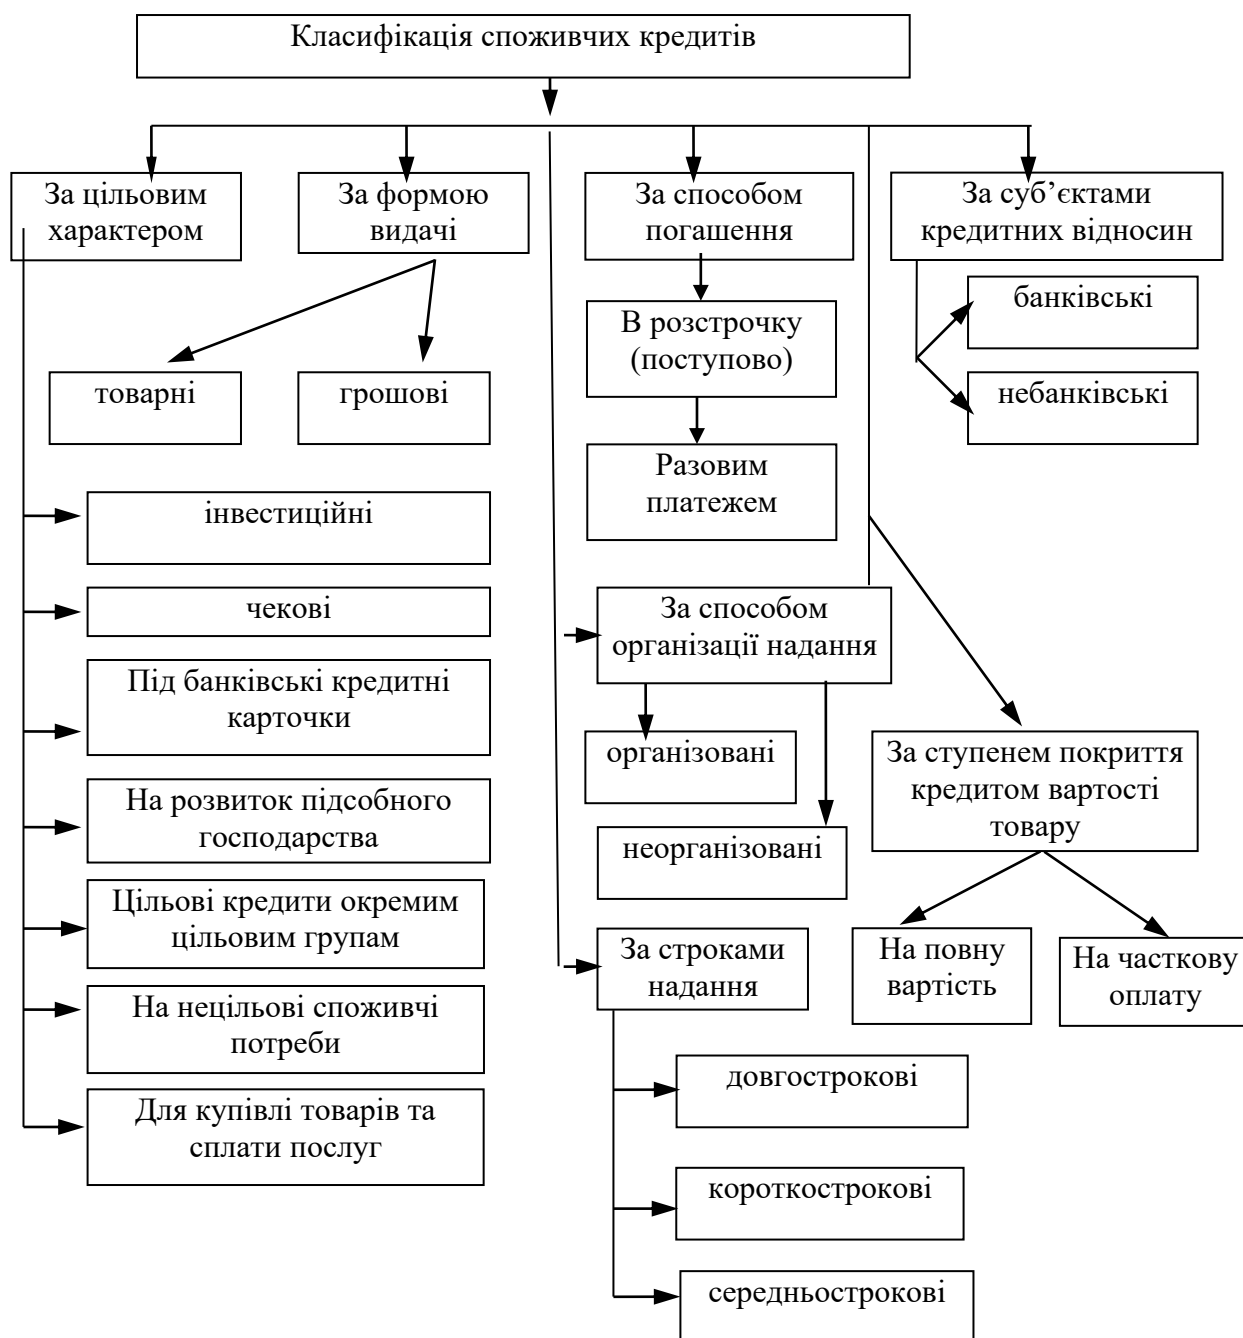 Класифікація споживчих кредитів
За цільовим
характером
За формою
видачі
За способом
погашення
За суб’єктами
кредитних відносин
банківські
небанківські
В розстрочку
(поступово)
товарні
грошові
Разовим
платежем
інвестиційні
чекові
Під банківські кредитні
карточки
На розвиток підсобного
господарства
Цільові кредити окремим
цільовим групам
На нецільові споживчі
потреби
Для купівлі товарів та
сплати послуг
За способом
організації надання
організовані
неорганізовані
За ступенем покриття
кредитом вартості
товару
На повну
вартість
На часткову
оплату
За строками
надання
довгострокові
короткострокові
середньострокові